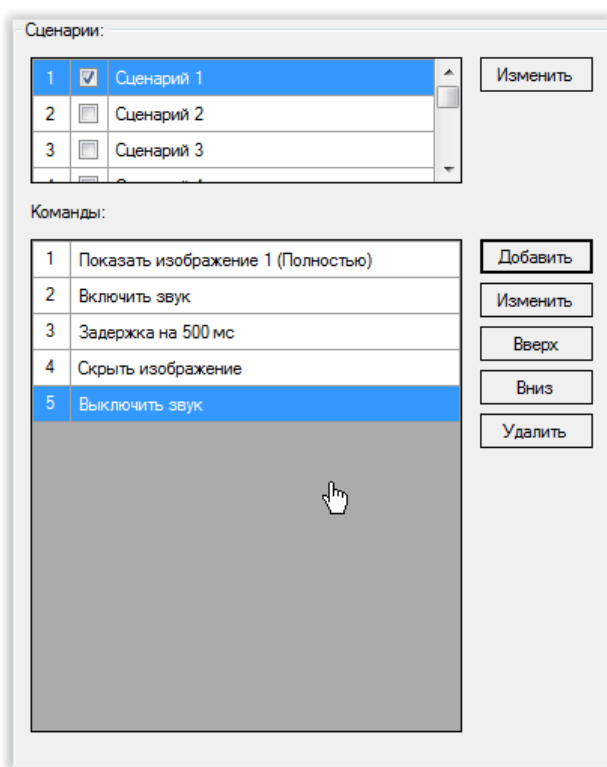 Сценарии:
1 Сценарий 1 Изменить
2 Сценарий 2
3 Сценарий 3
Команды:
1 Показать изображение 1 (Полностью) Добавить
2 Включить звук Изменить
3 Задержка на 500 мс Вверх
4 Скрыть изображение Вниз
5 Выключить звук Удалить